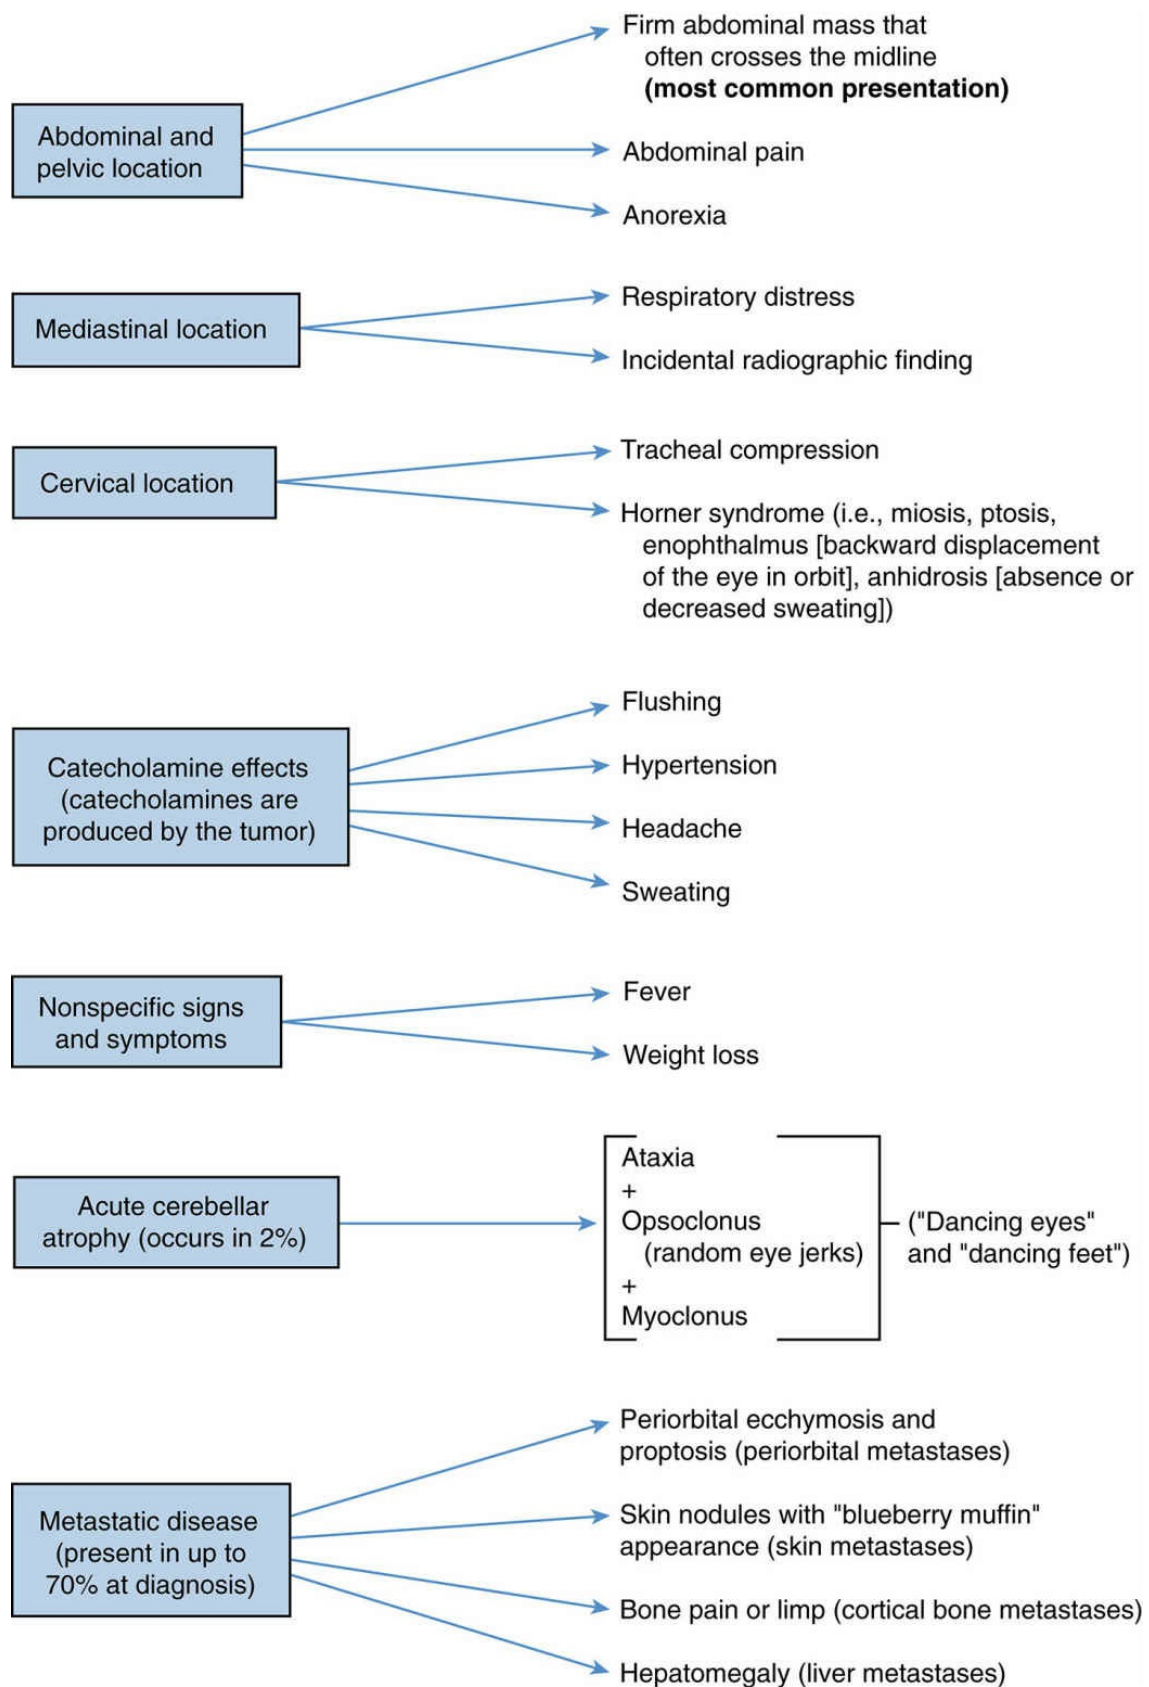 Firm abdominal mass that
often crosses the midline
(most common presentation)
Abdominal and
pelvic location
Abdominal pain
Anorexia
Respiratory distress
Mediastinal location
Incidental radiographic finding
Tracheal compression
Cervical location
Horner syndrome (i.e., miosis, ptosis,
enophthalmus [backward displacement
of the eye in orbit], anhidrosis [absence or
decreased sweating])
Flushing
Catecholamine effects
(catecholamines are
produced by the tumor)
Hypertension
Headache
Sweating
Nonspecific signs
and symptoms
Fever
Weight loss
Acute cerebellar
atrophy (occurs in 2%)
Ataxia
+
Opsoclonus
(random eye jerks)
+
Myoclonus
("Dancing eyes"
and "dancing feet")
Periorbital ecchymosis and
proptosis (periorbital metastases)
Metastatic disease
(present in up to
70% at diagnosis)
Skin nodules with "blueberry muffin"
appearance (skin metastases)
Bone pain or limp (cortical bone metastases)
Hepatomegaly (liver metastases)